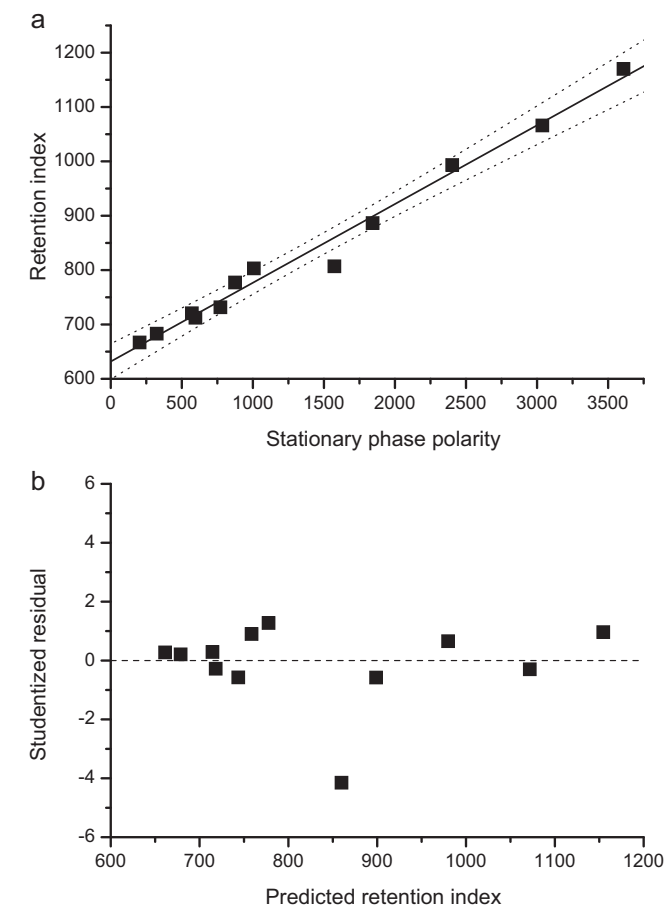 a
1200
1100
1000
900
800
700
600
Retention index
0 500 1000 1500 2000 2500 3000 3500
Stationary phase polarity
b
6
4
2
0
-2
-4
-6
Studentized residual
600 700 800 900 1000 1100 1200
Predicted retention index